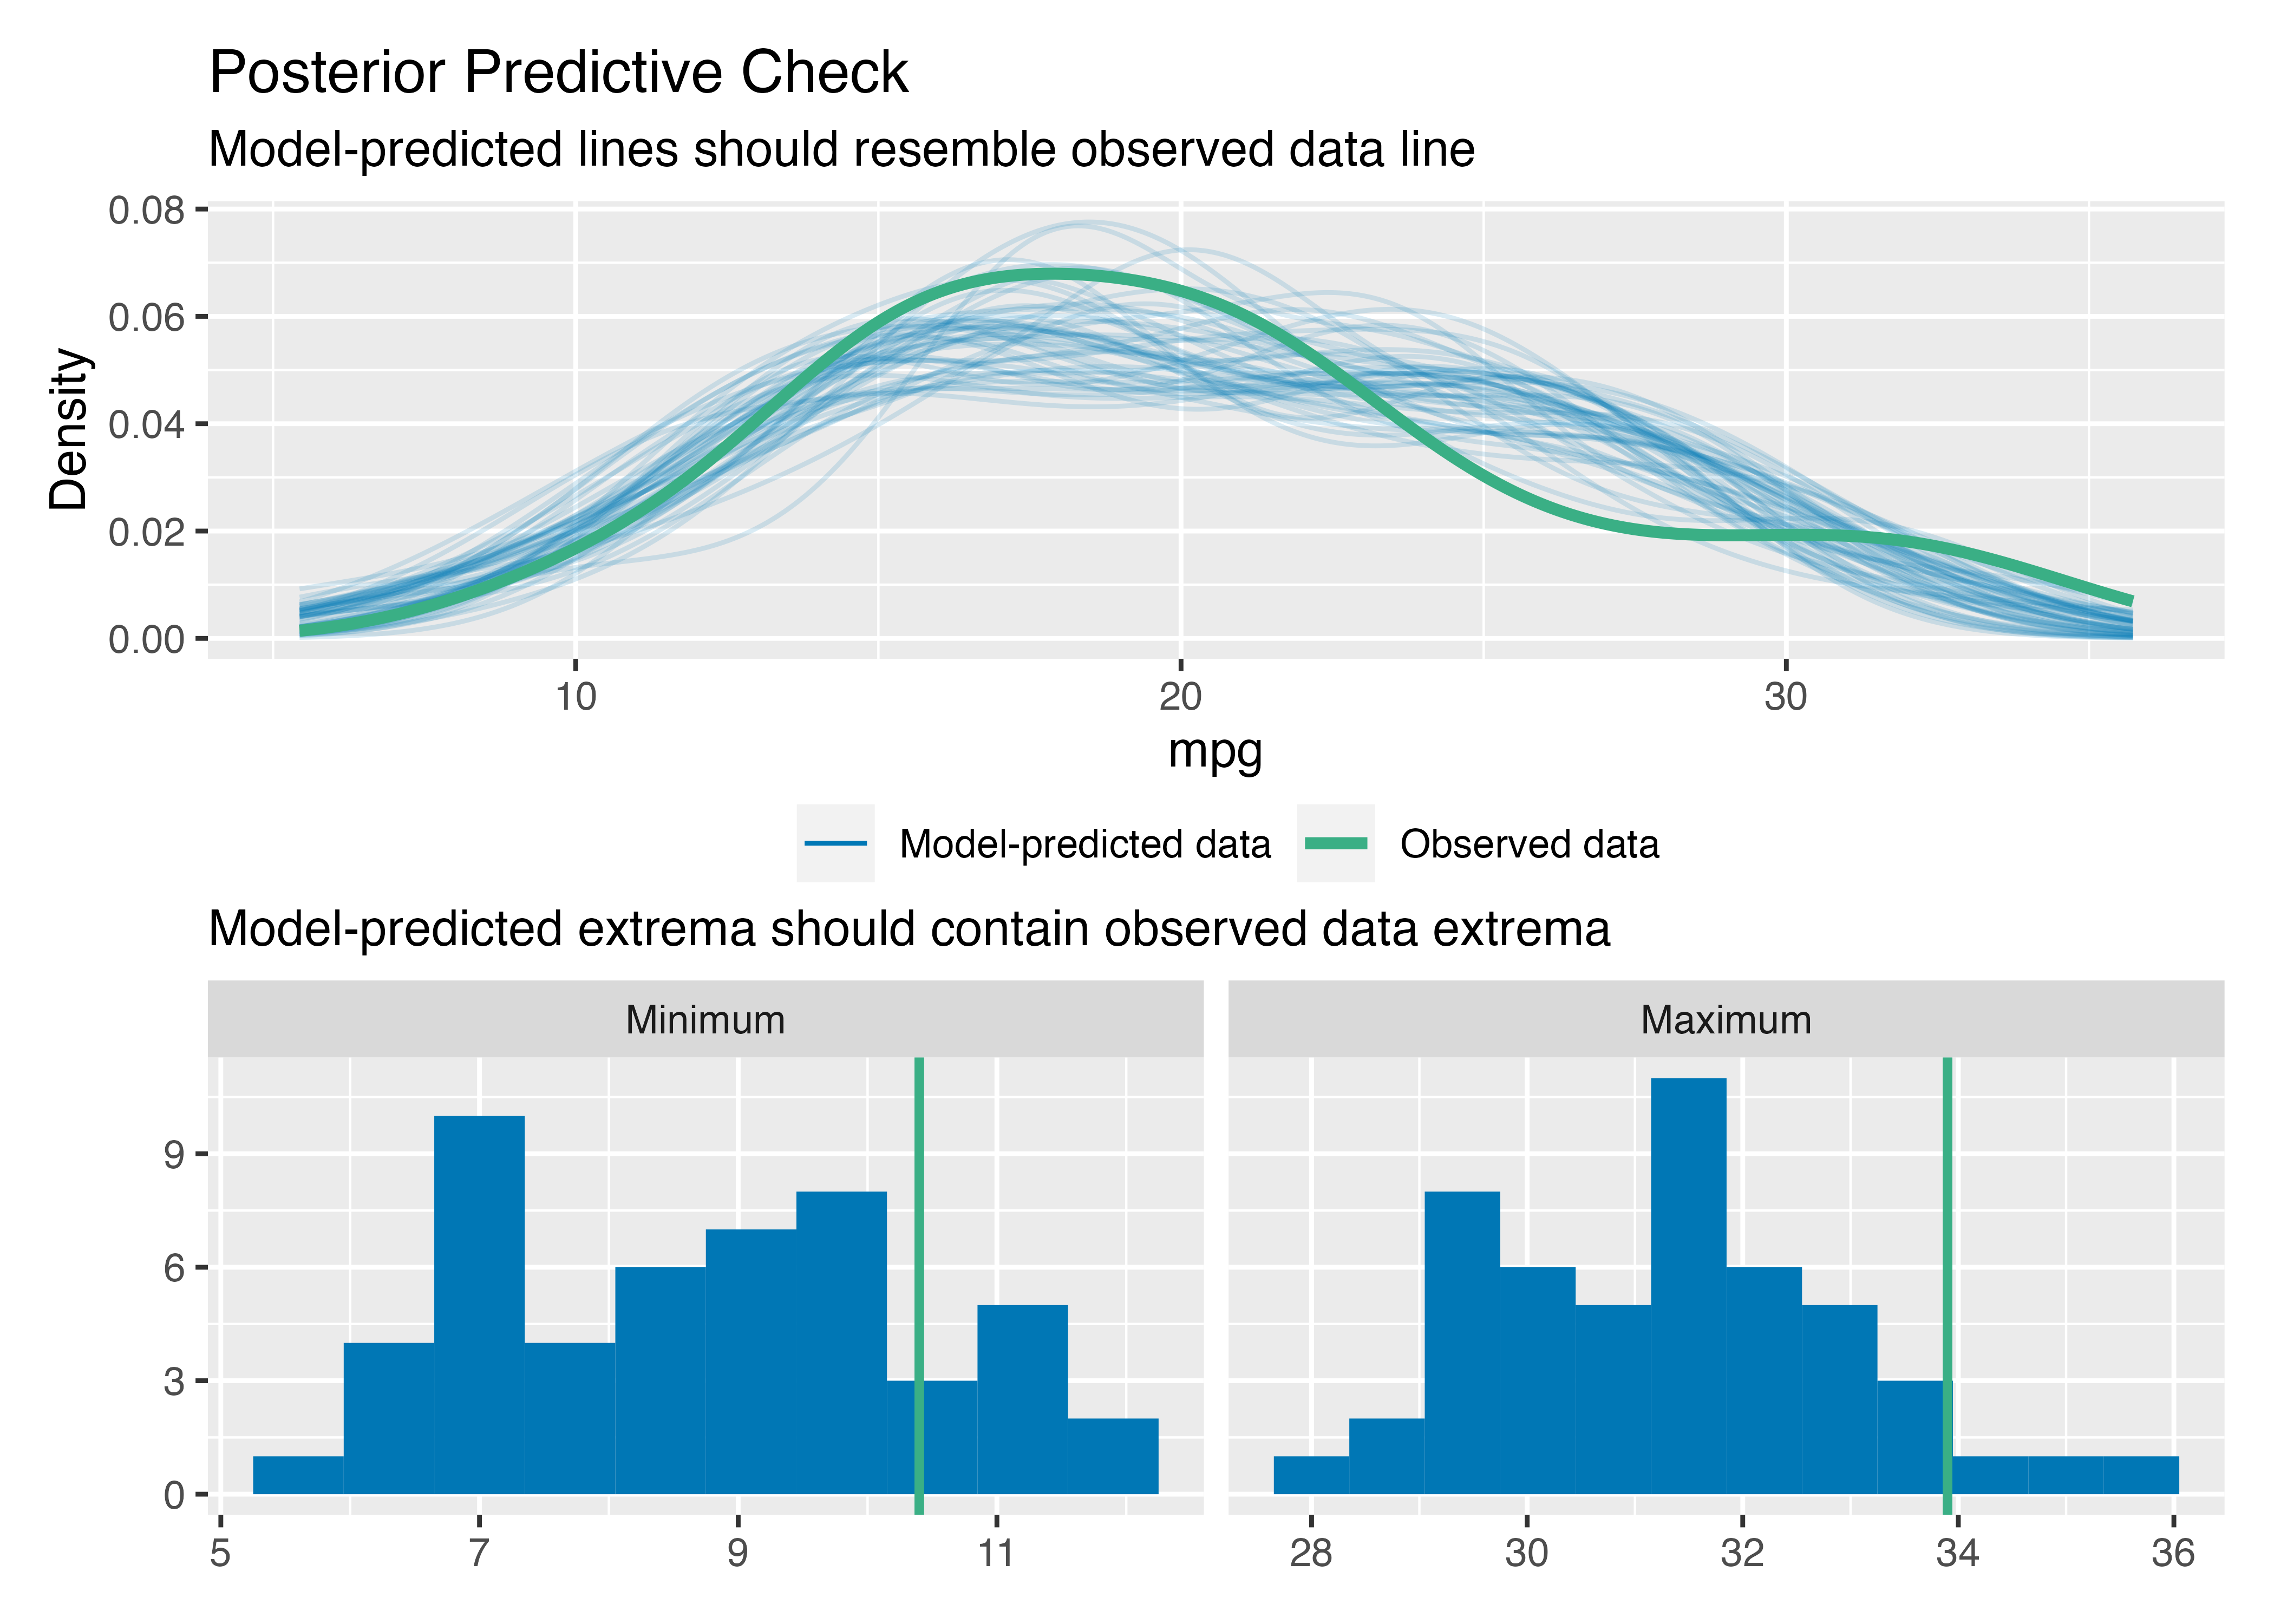 Posterior Predictive Check
Model-predicted lines should resemble observed data line
0.08
0.06
0.04
0.02
0.00
Density
10 20 30
mpg
Model-predicted data Observed data
Model-predicted extrema should contain observed data extrema
Minimum Maximum
9
6
3
0
5 7 9 11 28 30 32 34 36